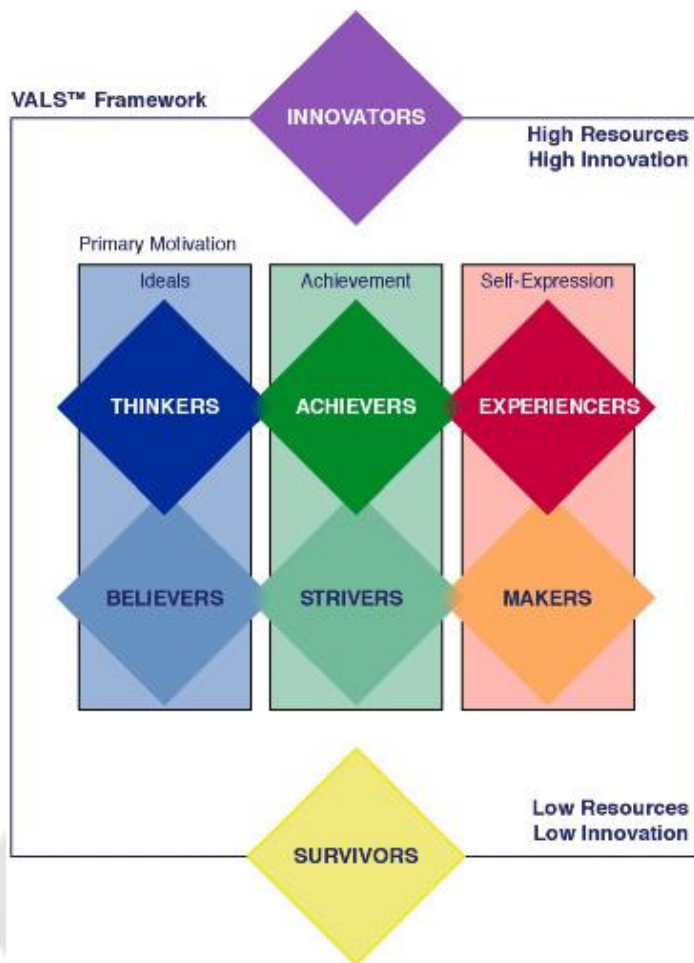 VALS™ Framework
INNOVATORS
High Resources
High Innovation
Primary Motivation
Ideals
Achievement
Self-Expression
THINKERS
ACHIEVERS
EXPERIENCERS
BELIEVERS
STRIVERS
MAKERS
Low Resources
Low Innovation
SURVIVORS